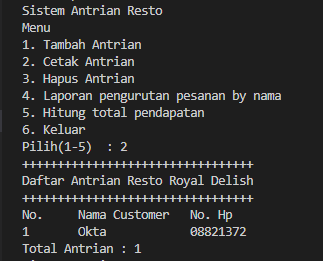 Sistem Antrian Resto
Menu
1. Tambah Antrian
2. Cetak Antrian
3. Hapus Antrian
4. Laporan pengurutan pesanan by nama
5. Hitung total pendapatan
6. Keluar
Pilih(1-5)  : 2
+++++++++++++++++++++++++++++++++
Daftar Antrian Resto Royal Delish
+++++++++++++++++++++++++++++++++
No.     Nama Customer   No. Hp
1       Okta            08821372
Total Antrian : 1